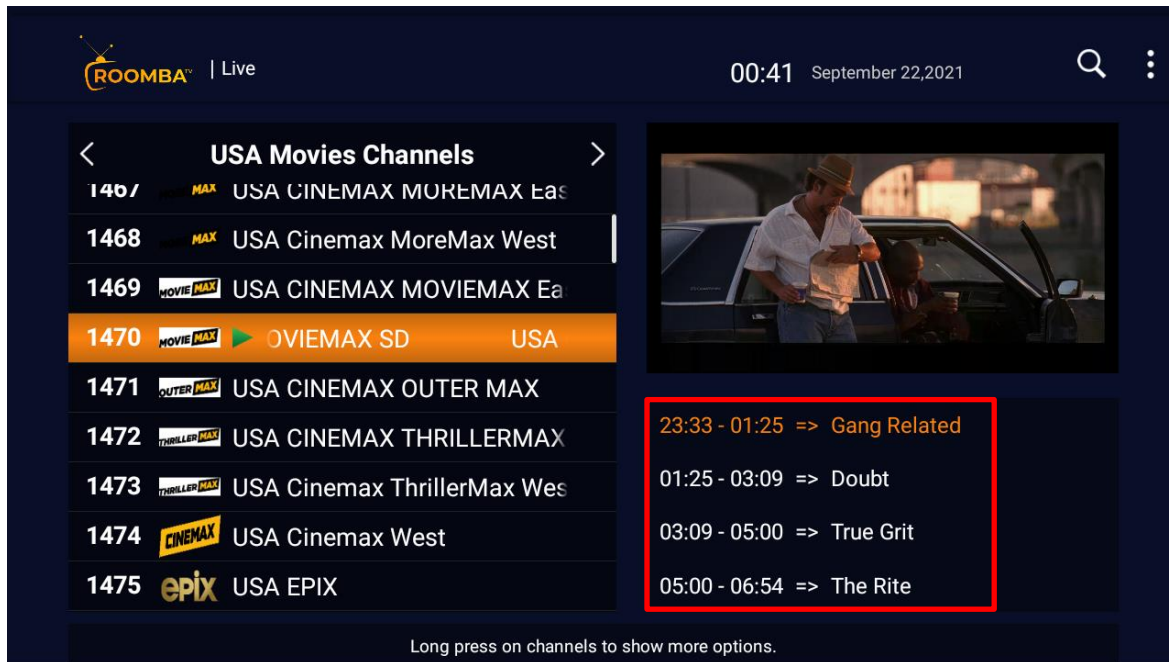 ROOMBA TV | Live
00:41 September 22,2021
USA Movies Channels
1467 MAX USA CINEMAX MOREMAX Eas
1468 MAX USA Cinemax MoreMax West
1469 MOVIE MAX USA CINEMAX MOVIEMAX Ea
1470 MOVIE MAX OVIEMAX SD USA
1471 OUTER MAX USA CINEMAX OUTER MAX
1472 THRILLER MAX USA CINEMAX THRILLERMAX
1473 THRILLER MAX USA Cinemax ThrillerMax Wes
1474 CINEMAX USA Cinemax West
1475 epix USA EPIX
23:33 - 01:25 => Gang Related
01:25 - 03:09 => Doubt
03:09 - 05:00 => True Grit
05:00 - 06:54 => The Rite
Long press on channels to show more options.